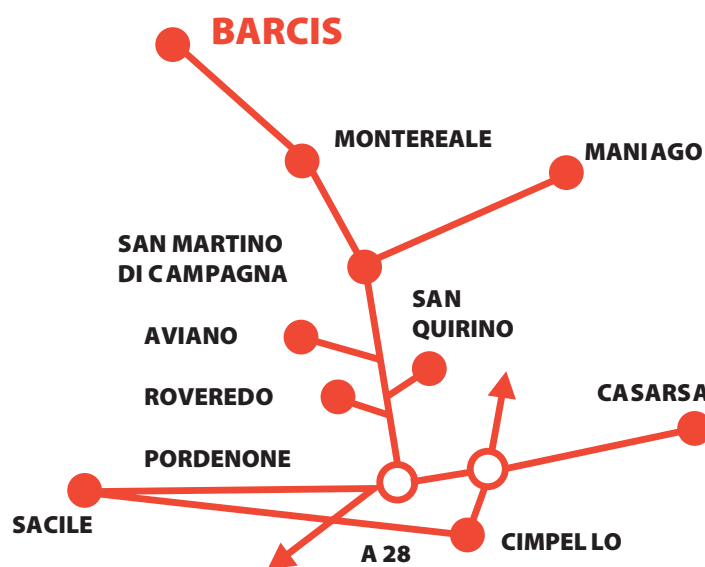 BARCIS
MONTEREALE
MANIAGO
SAN MARTINO
DI CAMPAGNA
SAN
QUIRINO
AVIANO
ROVEREDO
CASARSA
PORDENONE
SACILE
A 28
CIMPELLO